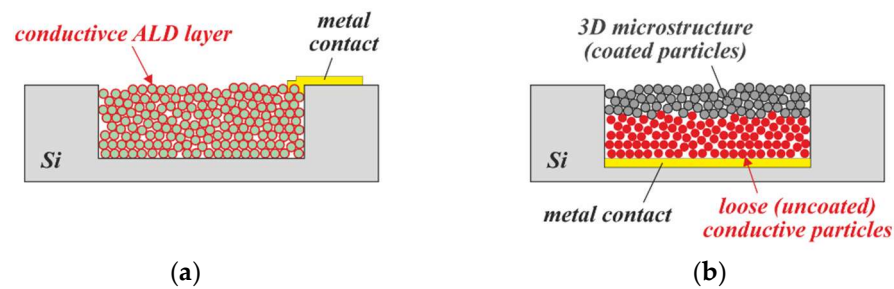 conductivce ALD layer
metal
contact
Si
(a)
3D microstructure
(coated particles)
Si
metal contact
loose (uncoated)
conductive particles
(b)